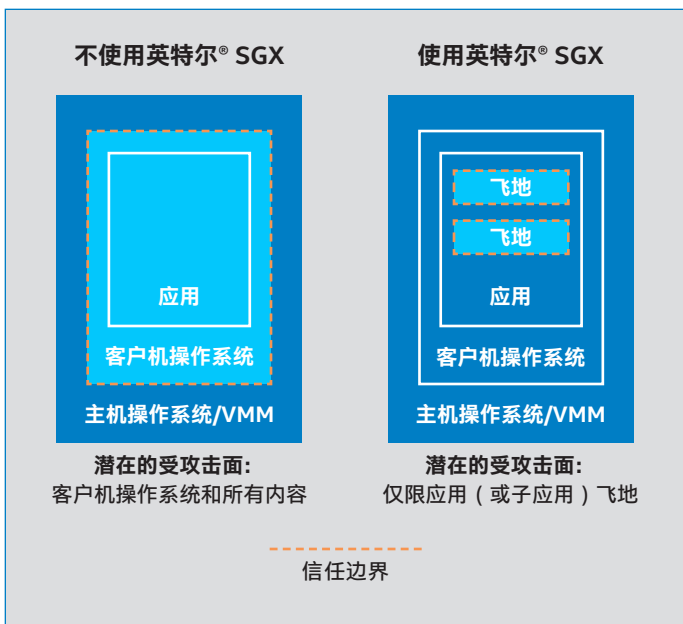 不使用英特尔® SGX
应用
客户机操作系统
主机操作系统/VMM
潜在的受攻击面:
客户机操作系统和所有内容
使用英特尔® SGX
飞地
飞地
应用
客户机操作系统
主机操作系统/VMM
潜在的受攻击面:
仅限应用（或子应用）飞地
信任边界